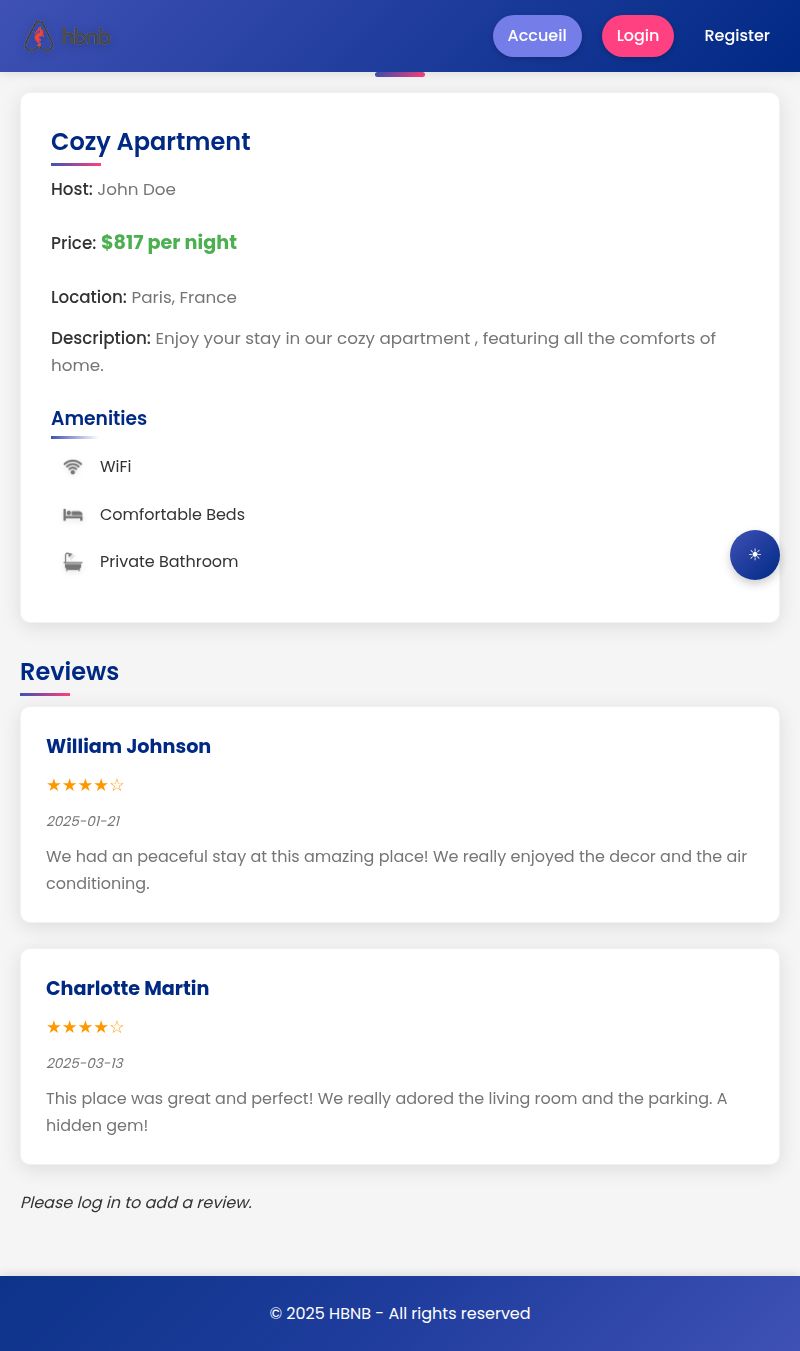 hbnb
Accueil
Login
Register
Cozy Apartment
Host: John Doe
Price: $817 per night
Location: Paris, France
Description: Enjoy your stay in our cozy apartment , featuring all the comforts of
home.
Amenities
WiFi
Comfortable Beds
Private Bathroom
Reviews
William Johnson
★★★★☆
2025-01-21
We had an peaceful stay at this amazing place! We really enjoyed the decor and the air
conditioning.
Charlotte Martin
★★★★☆
2025-03-13
This place was great and perfect! We really adored the living room and the parking. A
hidden gem!
Please log in to add a review.
© 2025 HBNB - All rights reserved